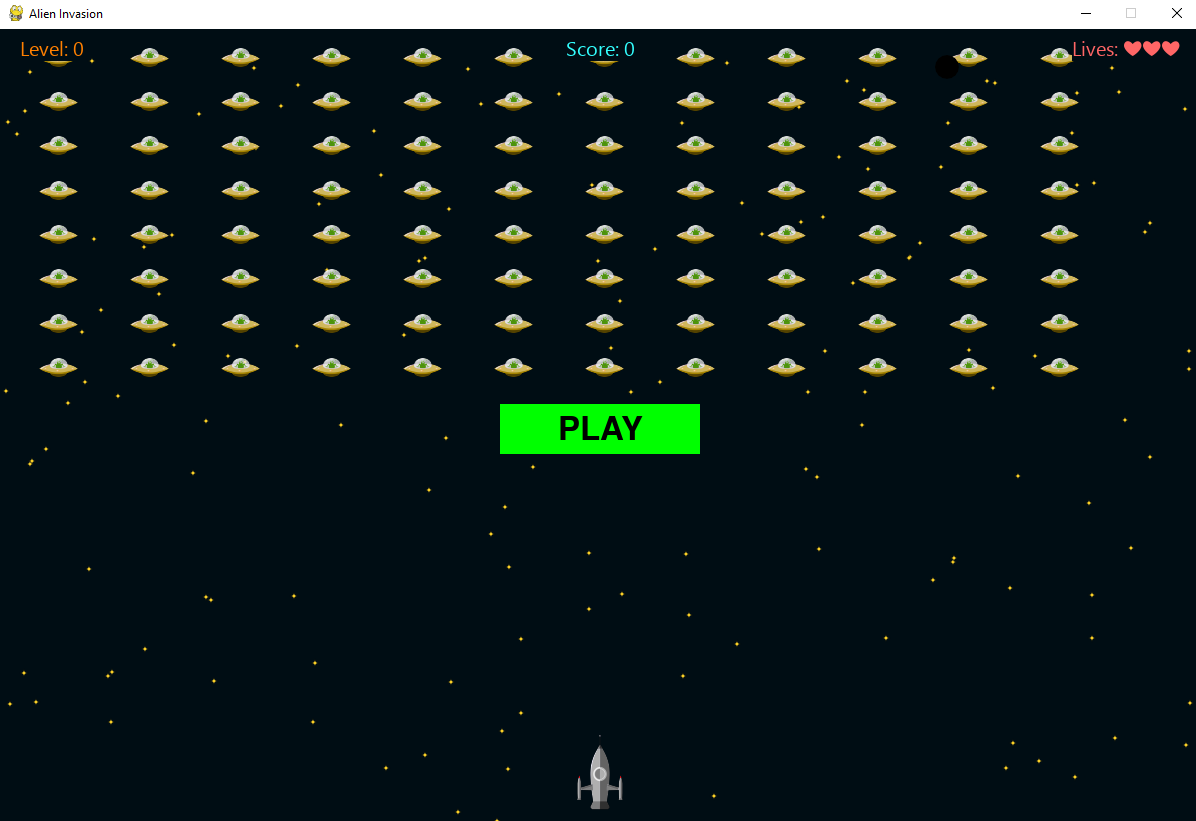 Alien Invasion
Level: 0
Score: 0
Lives: ♥♥♥
PLAY